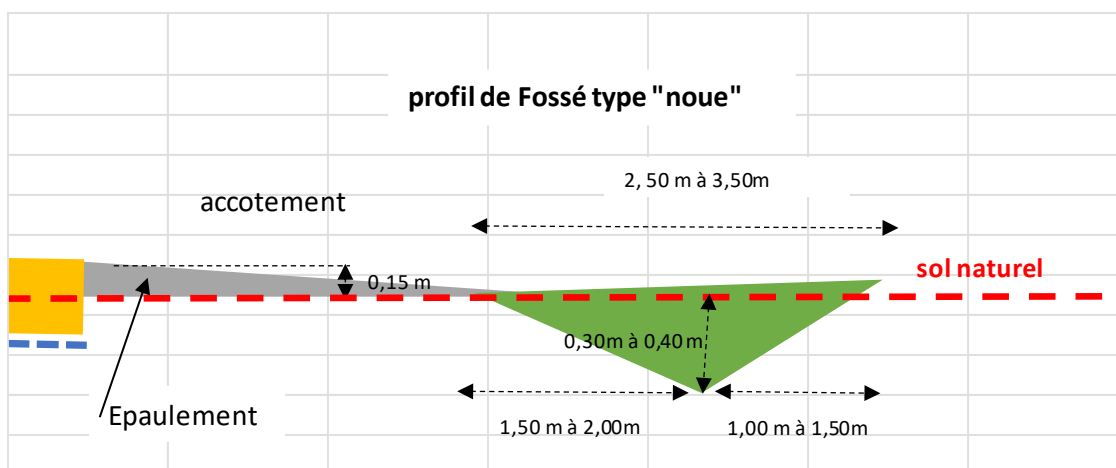 profil de Fossé type "noue"
2, 50 m à 3,50m
accotement
sol naturel
0,15 m
0,30m à 0,40m
Epaulement
1,50 m à 2,00m
1,00 m à 1,50m